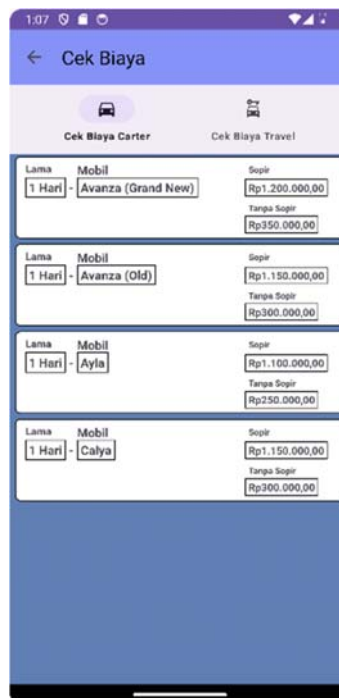 1:07
Cek Biaya
Cek Biaya Carter
Cek Biaya Travel
Lama Mobil Sopir
1 Hari - Avanza (Grand New) Rp1.200.000,00
Tanpa Sopir
Rp350.000,00
Lama Mobil Sopir
1 Hari - Avanza (Old) Rp1.150.000,00
Tanpa Sopir
Rp300.000,00
Lama Mobil Sopir
1 Hari - Ayla Rp1.100.000,00
Tanpa Sopir
Rp250.000,00
Lama Mobil Sopir
1 Hari - Calya Rp1.150.000,00
Tanpa Sopir
Rp300.000,00